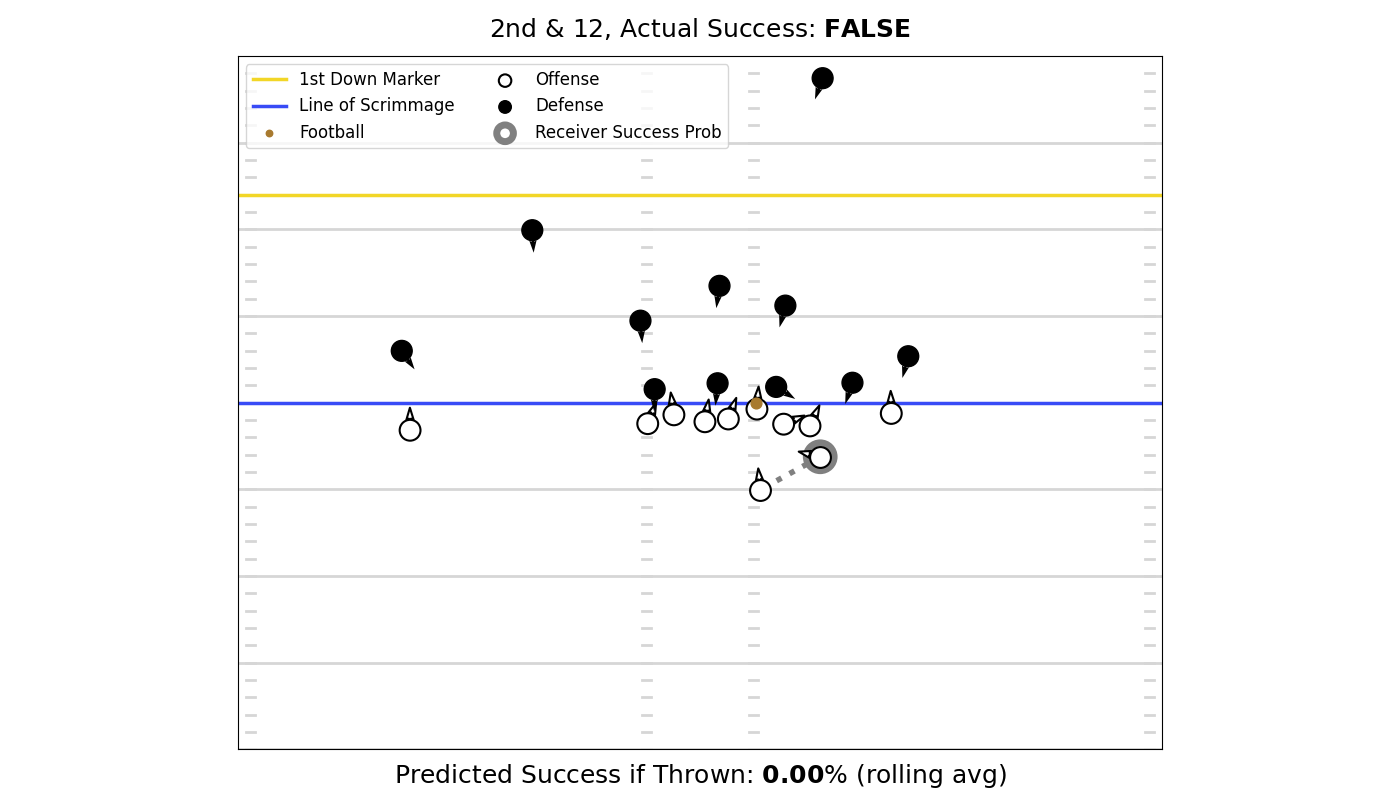 2nd & 12, Actual Success: FALSE
1st Down Marker
Line of Scrimmage
Football
Offense
Defense
Receiver Success Prob
Predicted Success if Thrown: 0.00% (rolling avg)